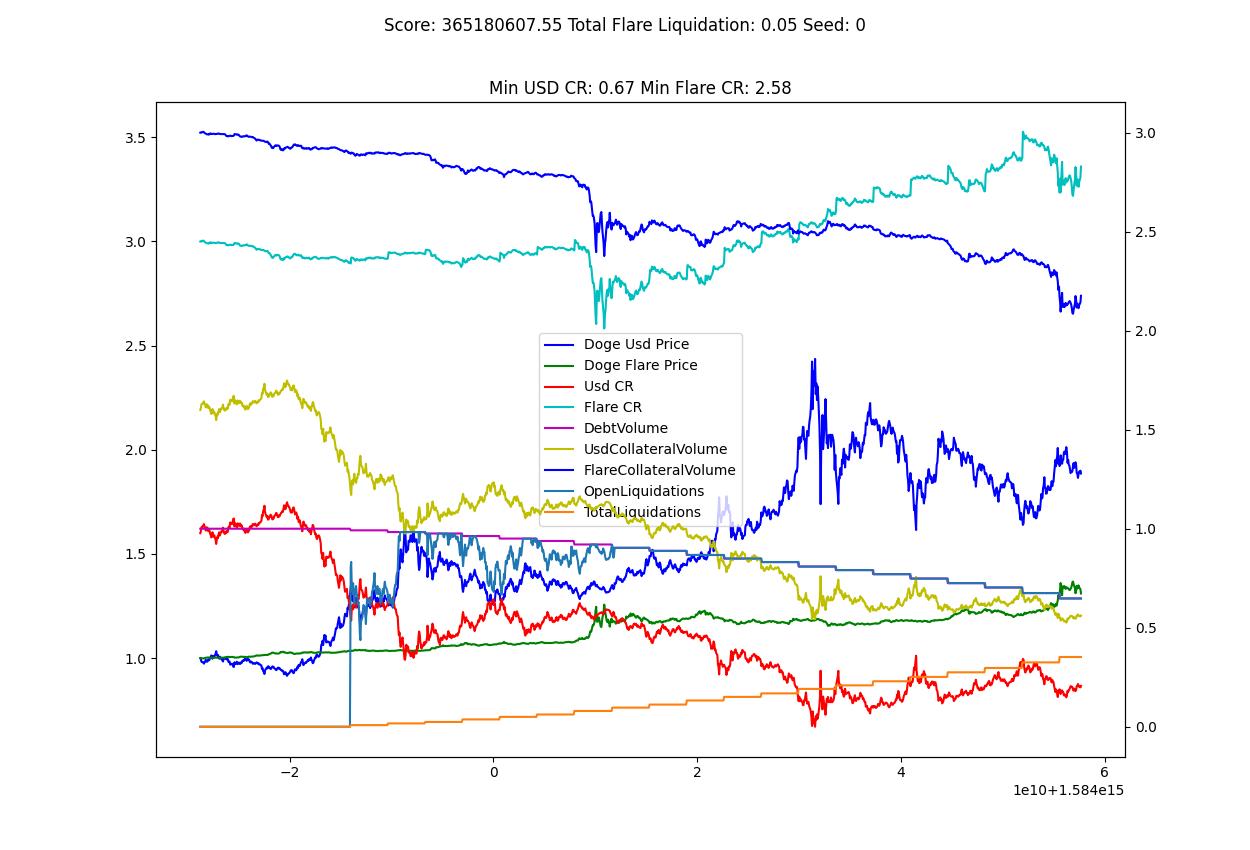 Score: 365180607.55 Total Flare Liquidation: 0.05 Seed: 0
Min USD CR: 0.67 Min Flare CR: 2.58
3.5
3.0
2.5
2.0
1.5
1.0
3.0
2.5
2.0
1.5
1.0
0.5
0.0
Doge Usd Price
Doge Flare Price
Usd CR
Flare CR
DebtVolume
UsdCollateralVolume
FlareCollateralVolume
OpenLiquidations
TotalLiquidations
−2 0 2 4 6
1e10+1.584e15